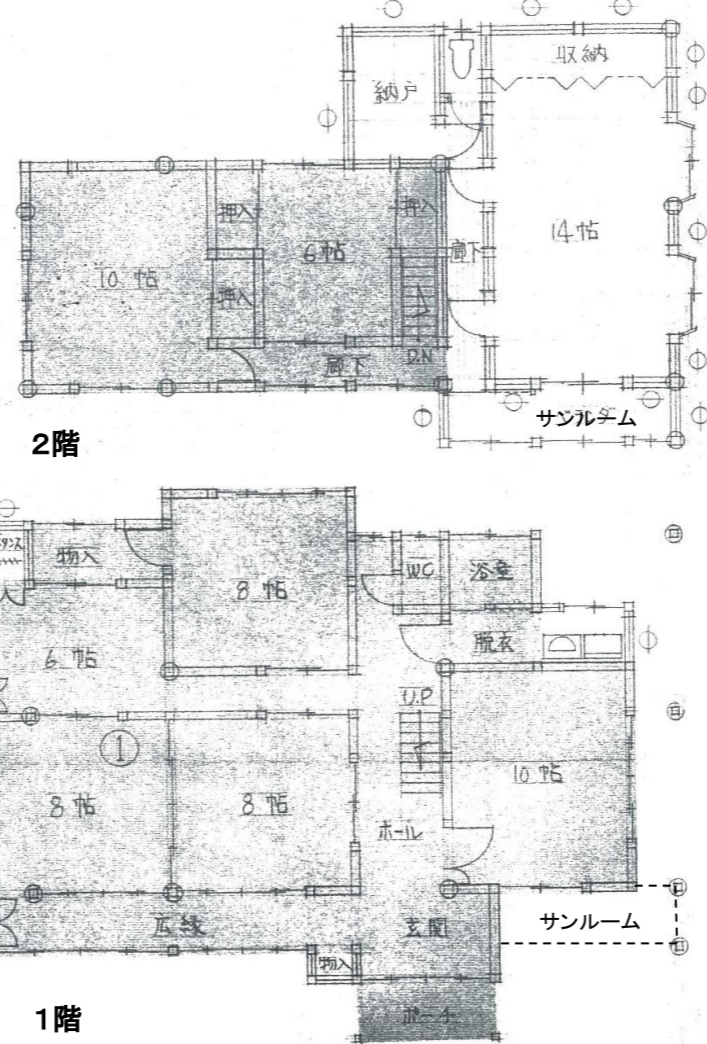 収納
納戸
押入
押入
6帖
廊下
14帖
10帖
押入
廊下
DN
サンルーム
2階
物入
8帖
WC
浴室
脱衣
6帖
U.P
①
10帖
8帖
8帖
ホール
サンルーム
広縁
玄関
物入
1階
ポーチ